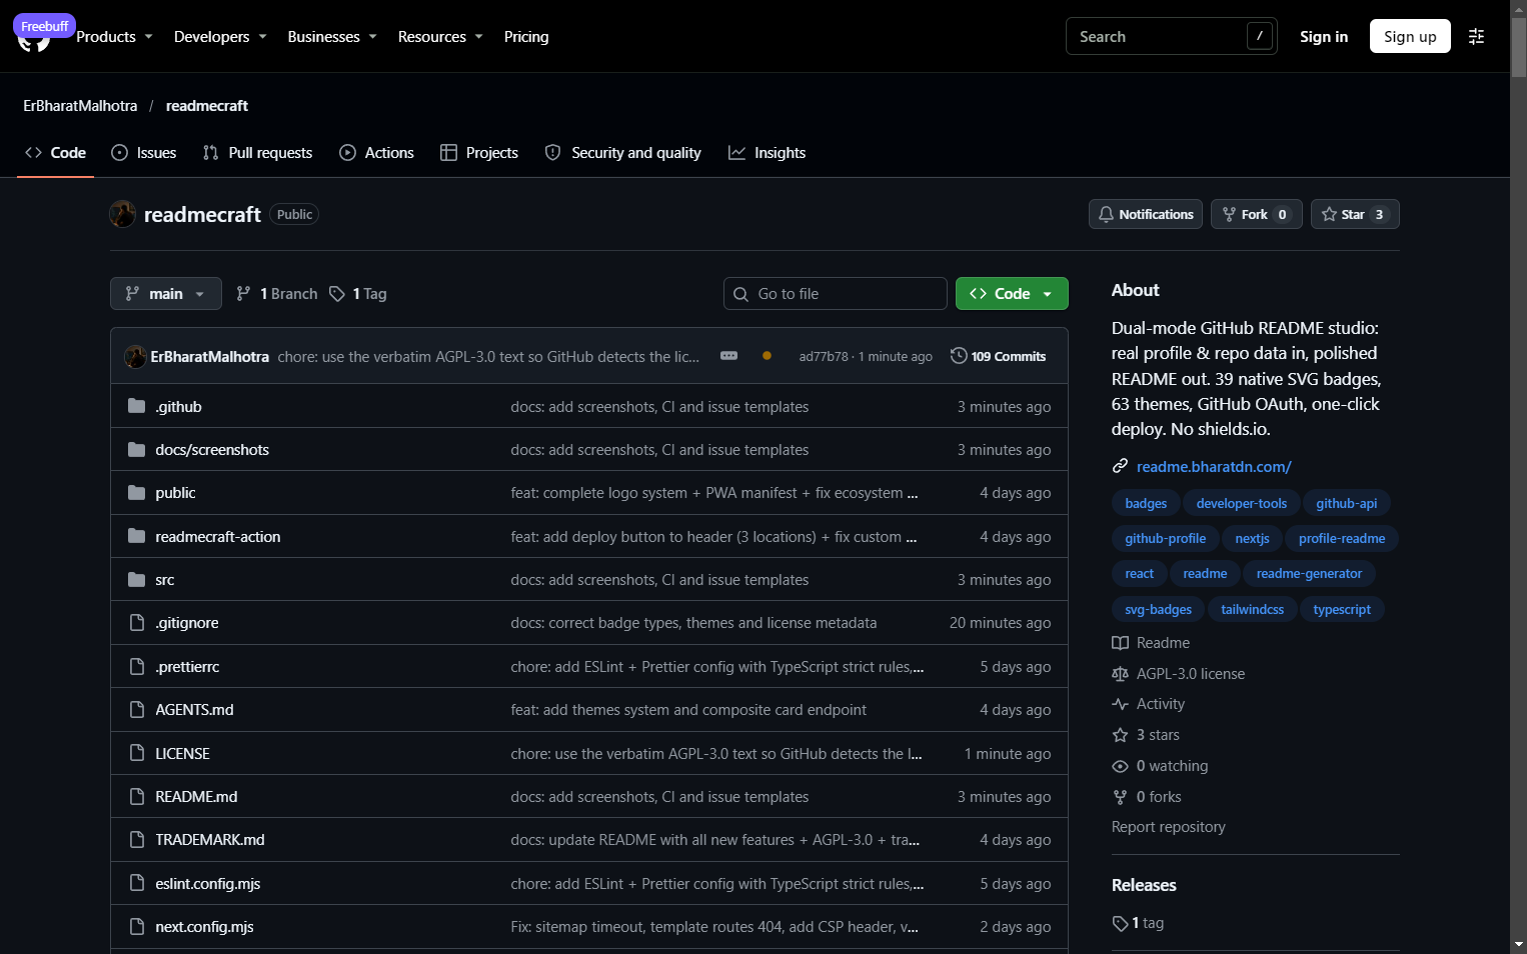 Freebuff
Products Developers Businesses Resources Pricing Search / Sign in Sign up
ErBharatMalhotra / readmecraft
Code Issues Pull requests Actions Projects Security and quality Insights
readmecraft Public Notifications Fork 0 Star 3
main 1 Branch 1 Tag Go to file Code
ErBharatMalhotra chore: use the verbatim AGPL-3.0 text so GitHub detects the lic... ad77b78 · 1 minute ago 109 Commits
.github docs: add screenshots, CI and issue templates 3 minutes ago
docs/screenshots docs: add screenshots, CI and issue templates 3 minutes ago
public feat: complete logo system + PWA manifest + fix ecosystem ... 4 days ago
readmecraft-action feat: add deploy button to header (3 locations) + fix custom ... 4 days ago
src docs: add screenshots, CI and issue templates 3 minutes ago
.gitignore docs: correct badge types, themes and license metadata 20 minutes ago
.prettierrc chore: add ESLint + Prettier config with TypeScript strict rules,... 5 days ago
AGENTS.md feat: add themes system and composite card endpoint 4 days ago
LICENSE chore: use the verbatim AGPL-3.0 text so GitHub detects the l... 1 minute ago
README.md docs: add screenshots, CI and issue templates 3 minutes ago
TRADEMARK.md docs: update README with all new features + AGPL-3.0 + tra... 4 days ago
eslint.config.mjs chore: add ESLint + Prettier config with TypeScript strict rules,... 5 days ago
next.config.mjs Fix: sitemap timeout, template routes 404, add CSP header, v... 2 days ago
About
Dual-mode GitHub README studio:
real profile & repo data in, polished
README out. 39 native SVG badges,
63 themes, GitHub OAuth, one-click
deploy. No shields.io.
readme.bharatdn.com/
badges developer-tools github-api
github-profile nextjs profile-readme
react readme readme-generator
svg-badges tailwindcss typescript
Readme
AGPL-3.0 license
Activity
3 stars
0 watching
0 forks
Report repository
Releases
1 tag